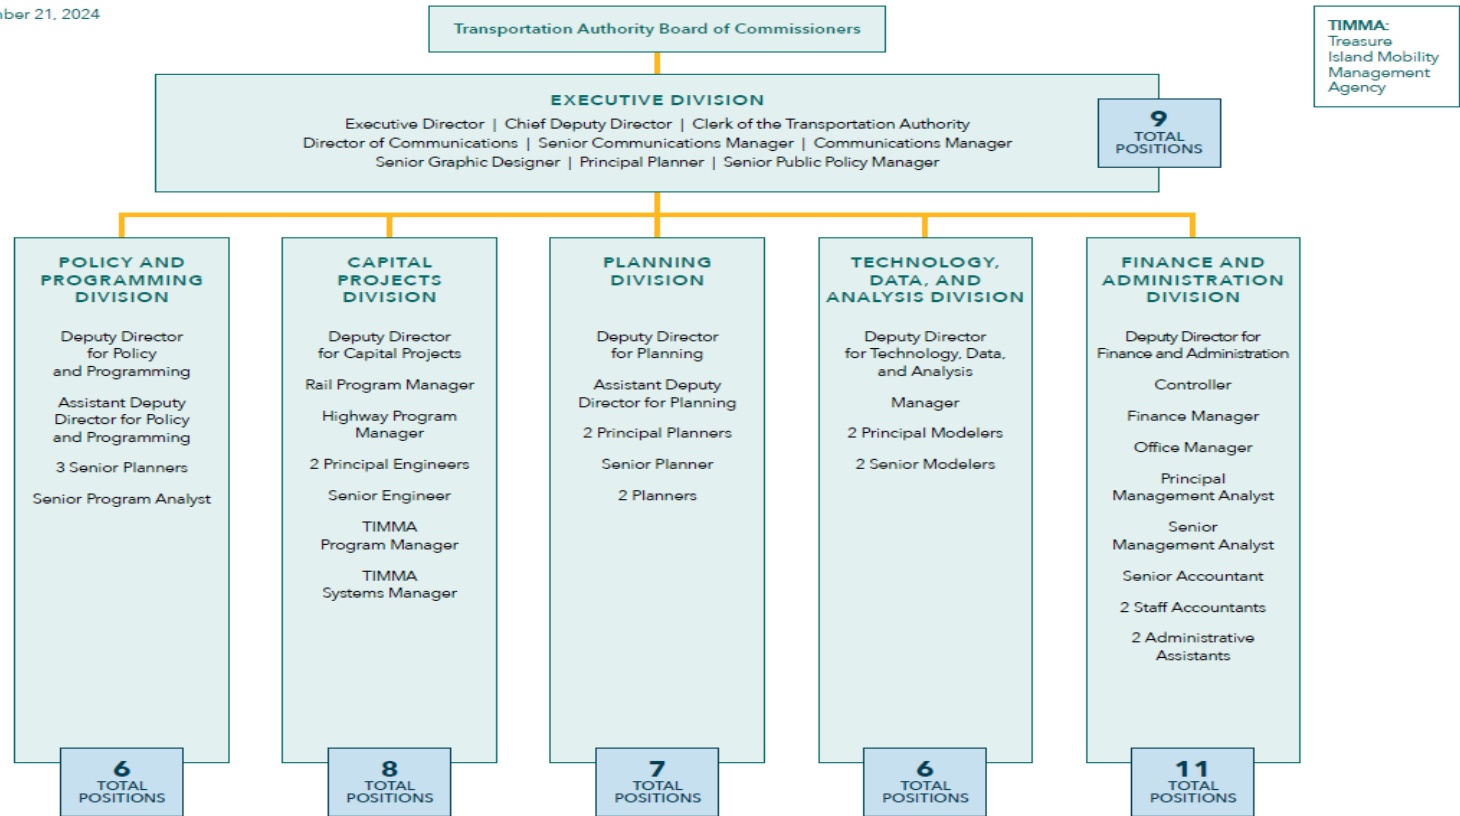 21, 2024
Transportation Authority Board of Commissioners
TIMMA:
Treasure
Island Mobility
Management
Agency
EXECUTIVE DIVISION
Executive Director | Chief Deputy Director | Clerk of the Transportation Authority
Director of Communications | Senior Communications Manager | Communications Manager
Senior Graphic Designer | Principal Planner | Senior Public Policy Manager
9
TOTAL
POSITIONS
POLICY AND
PROGRAMMING
DIVISION
Deputy Director
for Policy
and Programming
Assistant Deputy
Director for Policy
and Programming
3 Senior Planners
Senior Program Analyst
6
TOTAL
POSITIONS
CAPITAL
PROJECTS
DIVISION
Deputy Director
for Capital Projects
Rail Program Manager
Highway Program
Manager
2 Principal Engineers
Senior Engineer
TIMMA
Program Manager
TIMMA
Systems Manager
8
TOTAL
POSITIONS
PLANNING
DIVISION
Deputy Director
for Planning
Assistant Deputy
Director for Planning
2 Principal Planners
Senior Planner
2 Planners
7
TOTAL
POSITIONS
TECHNOLOGY,
DATA, AND
ANALYSIS DIVISION
Deputy Director
for Technology, Data,
and Analysis
Manager
2 Principal Modelers
2 Senior Modelers
6
TOTAL
POSITIONS
FINANCE AND
ADMINISTRATION
DIVISION
Deputy Director for
Finance and Administration
Controller
Finance Manager
Office Manager
Principal
Management Analyst
Senior
Management Analyst
Senior Accountant
2 Staff Accountants
2 Administrative
Assistants
11
TOTAL
POSITIONS